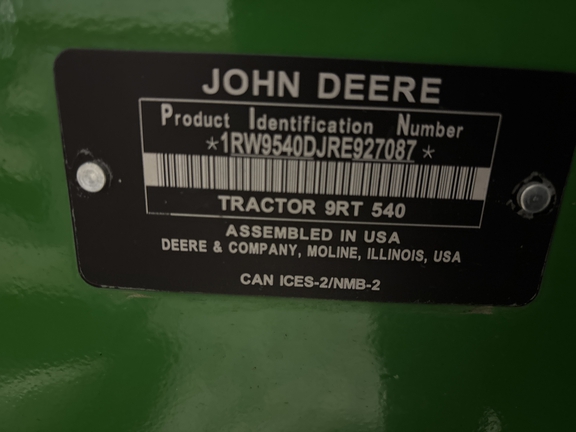 JOHN DEERE
Product Identification Number
*1RW9540DJRE927087*
TRACTOR 9RT 540
ASSEMBLED IN USA
DEERE & COMPANY, MOLINE, ILLINOIS, USA
CAN ICES-2/NMB-2